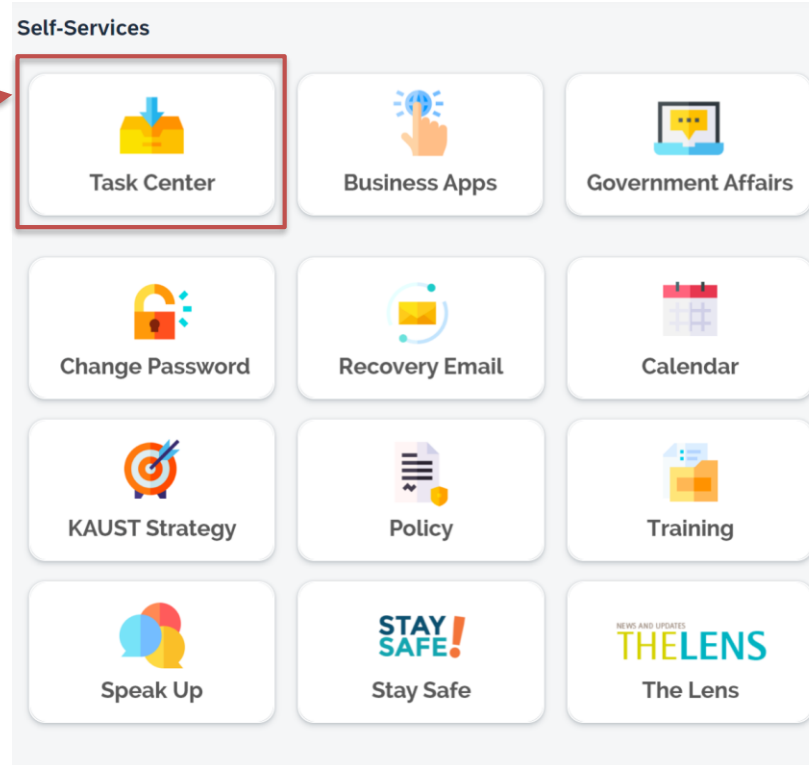 Self-Services
Task Center
Business Apps
Government Affairs
Change Password
Recovery Email
Calendar
KAUST Strategy
Policy
Training
STAY
SAFE!
NEWS AND UPDATES
THELENS
Speak Up
Stay Safe
The Lens